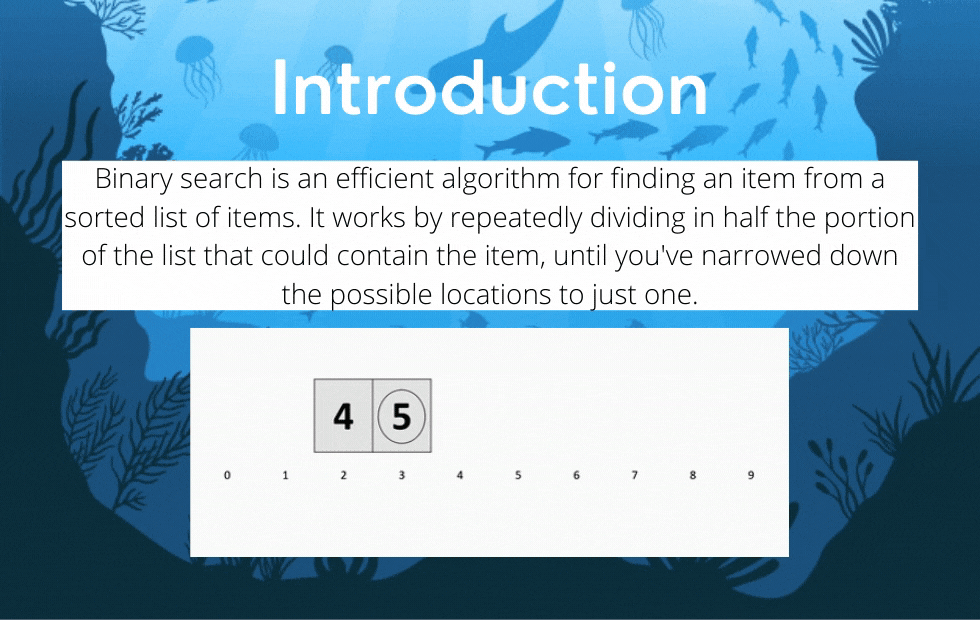 Introduction
Binary search is an efficient algorithm for finding an item from a
sorted list of items. It works by repeatedly dividing in half the portion
of the list that could contain the item, until you've narrowed down
the possible locations to just one.
4 5
0 1 2 3 4 5 6 7 8 9